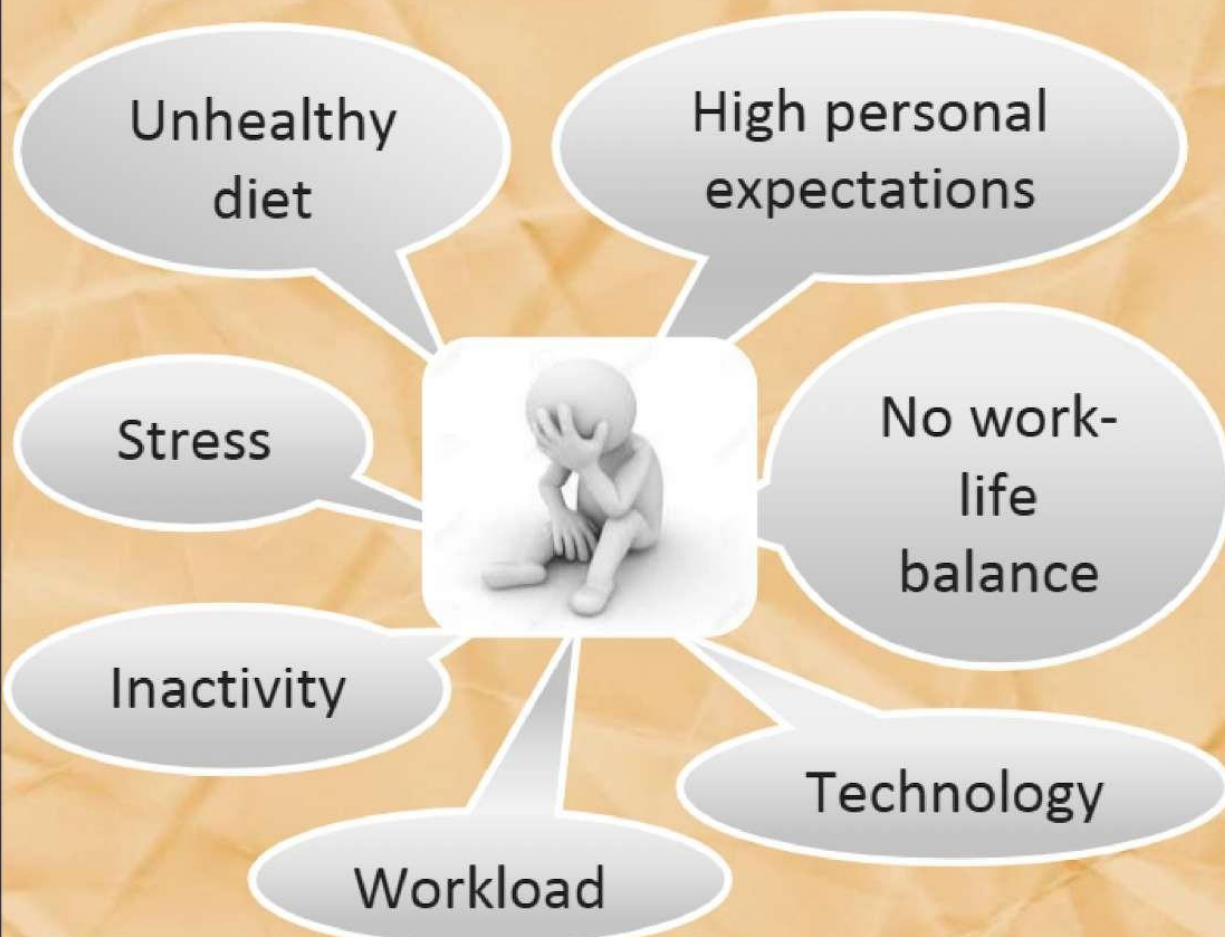 Unhealthy
diet
High personal
expectations
Stress
No work-
life
balance
Inactivity
Technology
Workload